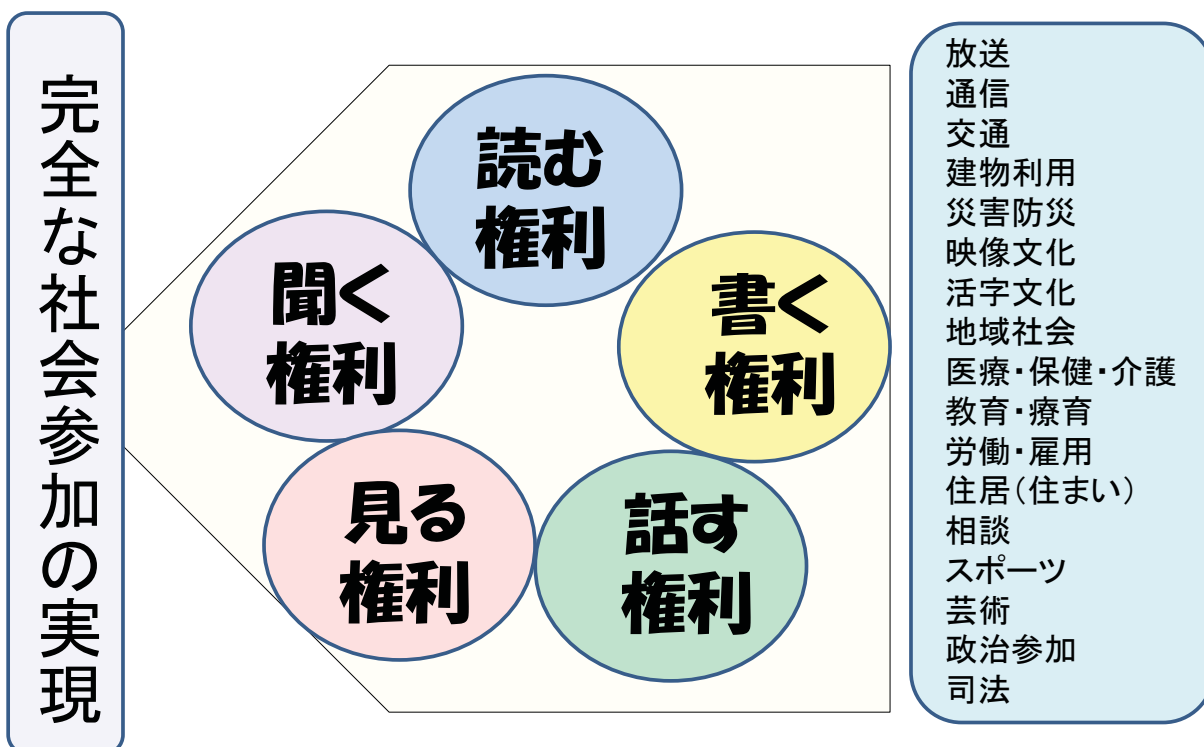 完全な社会参加の実現
読む
権利
聞く
権利
書く
権利
見る
権利
話す
権利
放送
通信
交通
建物利用
災害防災
映像文化
活字文化
地域社会
医療・保健・介護
教育・療育
労働・雇用
住居（住まい）
相談
スポーツ
芸術
政治参加
司法